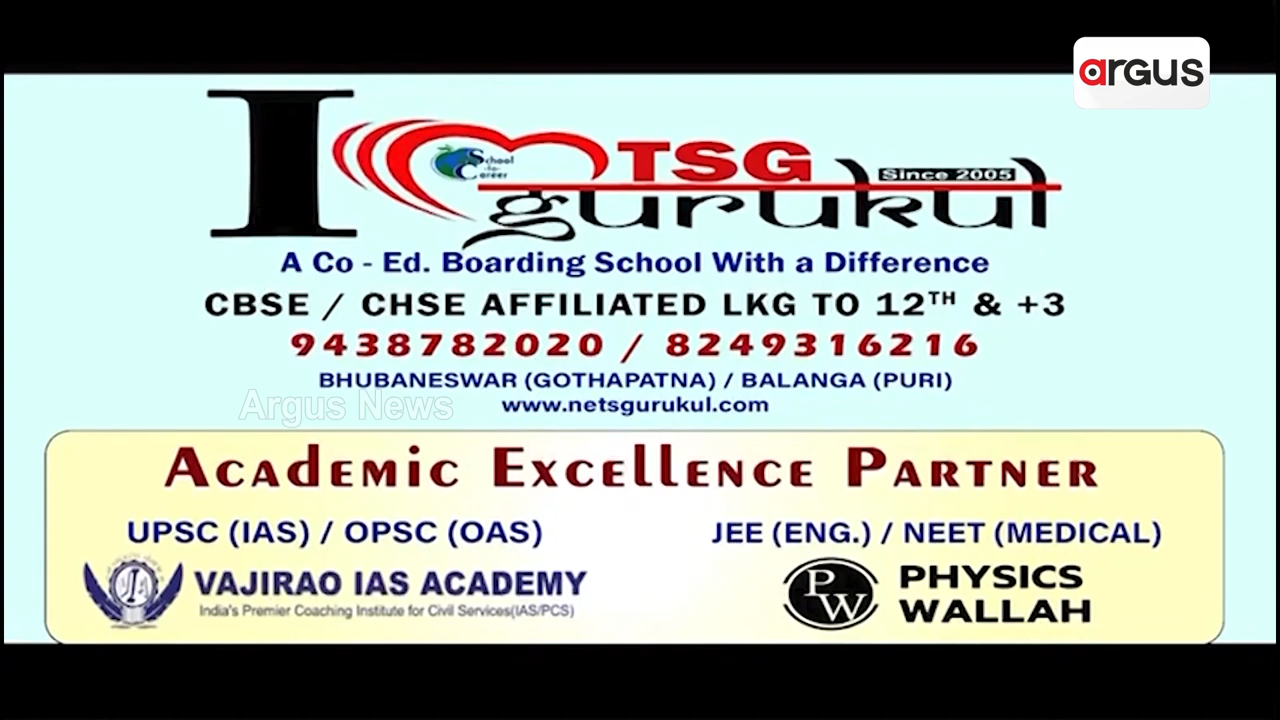 argus
I TSG gurukul
Since 2005
School
-to-
Career
A Co - Ed. Boarding School With a Difference
CBSE / CHSE AFFILIATED LKG TO 12TH & +3
9438782020 / 8249316216
BHUBANESWAR (GOTHAPATNA) / BALANGA (PURI)
Argus News
www.netsgurukul.com
Academic Excellence Partner
UPSC (IAS) / OPSC (OAS)
JEE (ENG.) / NEET (MEDICAL)
VAJIRAO IAS ACADEMY
India's Premier Coaching Institute for Civil Services(IAS/PCS)
PW
PHYSICS
WALLAH